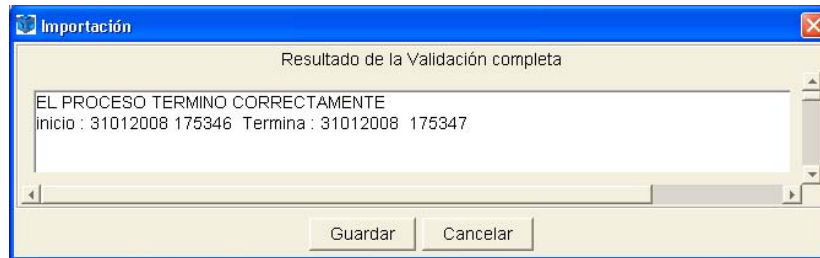 Importación
Resultado de la Validación completa
EL PROCESO TERMINO CORRECTAMENTE
inicio : 31012008 175346 Termina : 31012008 175347
Guardar Cancelar